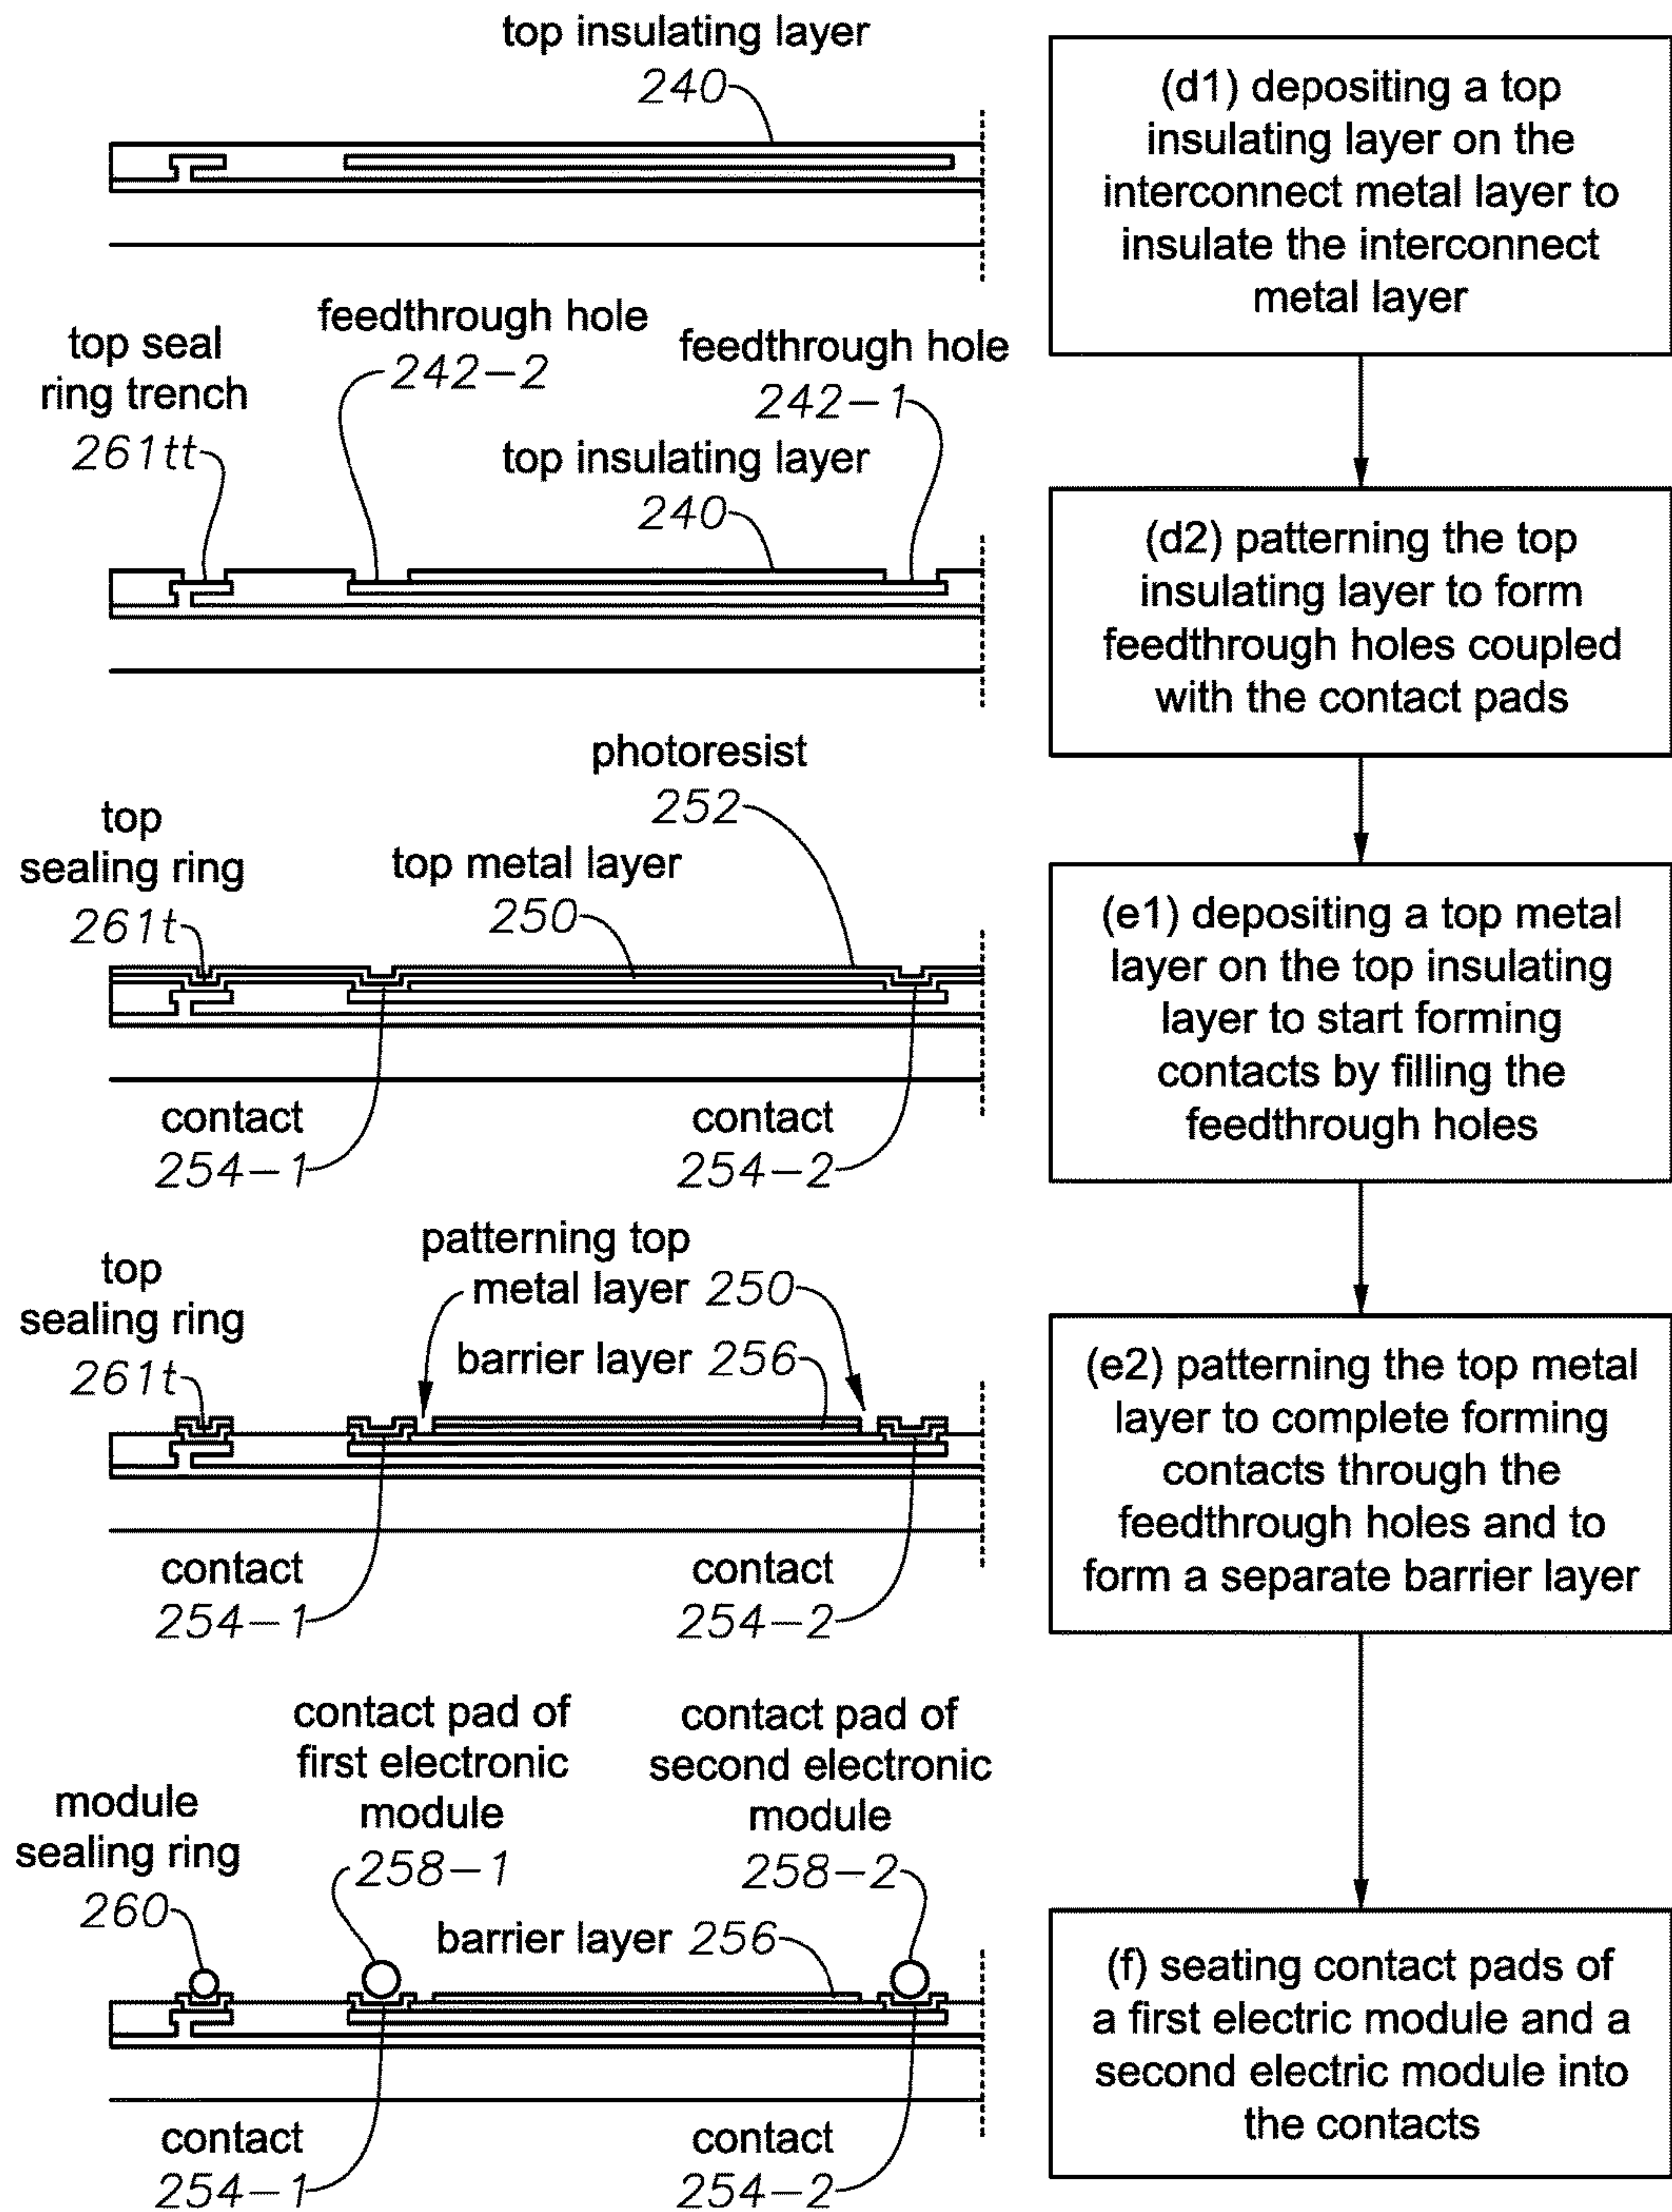 top insulating layer
240
(d1) depositing a top
insulating layer on the
interconnect metal layer to
insulate the interconnect
metal layer
top seal
ring trench
261tt
feedthrough hole
242-2
feedthrough hole
242-1
top insulating layer
240
(d2) patterning the top
insulating layer to form
feedthrough holes coupled
with the contact pads
photoresist
252
top
sealing ring
261t
top metal layer
250
contact
254-1
contact
254-2
(e1) depositing a top metal
layer on the top insulating
layer to start forming
contacts by filling the
feedthrough holes
top
sealing ring
261t
patterning top
metal layer 250
barrier layer 256
contact
254-1
contact
254-2
(e2) patterning the top metal
layer to complete forming
contacts through the
feedthrough holes and to
form a separate barrier layer
module
sealing ring
260
contact pad of
first electronic
module
258-1
contact pad of
second electronic
module
258-2
barrier layer 256
contact
254-1
contact
254-2
(f) seating contact pads of
a first electric module and a
second electric module into
the contacts